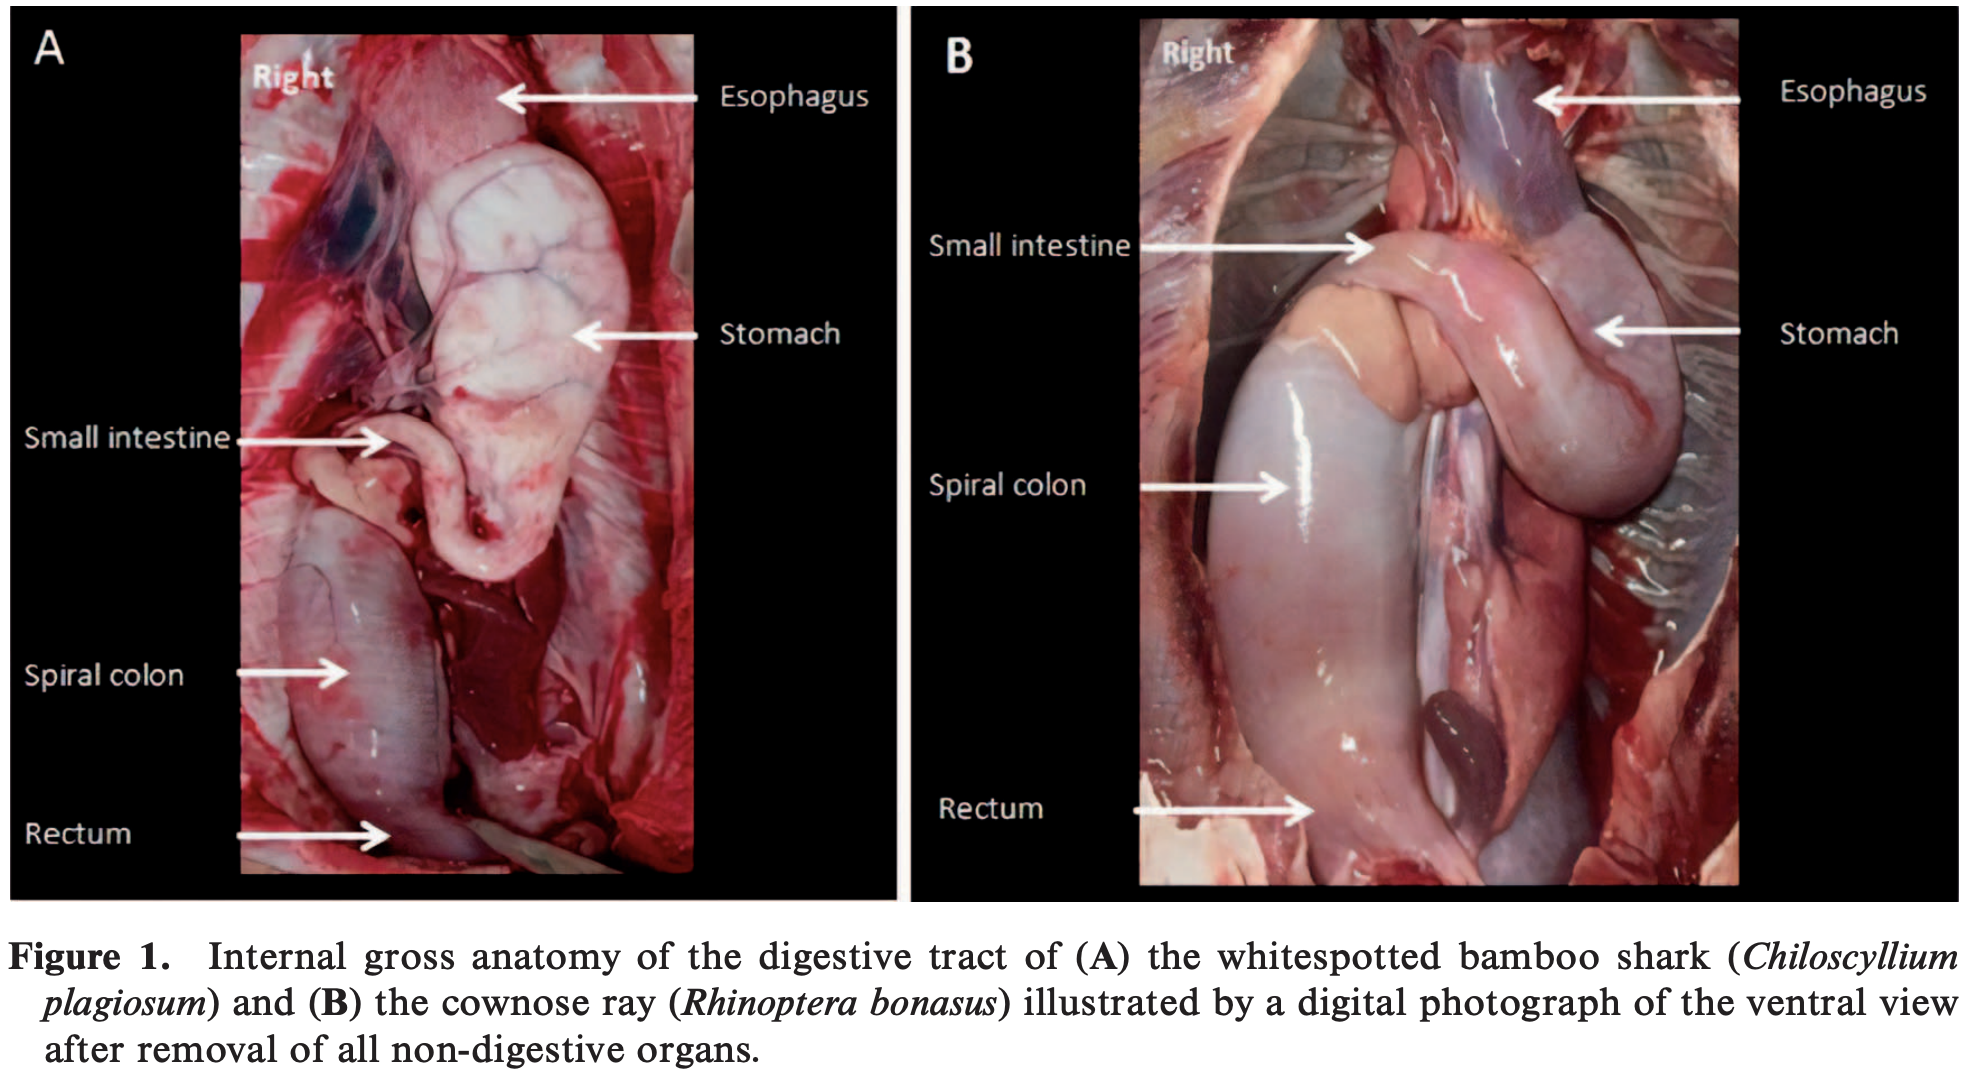 A
Right
Esophagus
Stomach
Small intestine
Spiral colon
Rectum
B
Right
Esophagus
Small intestine
Stomach
Spiral colon
Rectum
Figure 1. Internal gross anatomy of the digestive tract of (A) the whitespotted bamboo shark (Chiloscyllium
plagiosum) and (B) the cownose ray (Rhinoptera bonasus) illustrated by a digital photograph of the ventral view
after removal of all non-digestive organs.